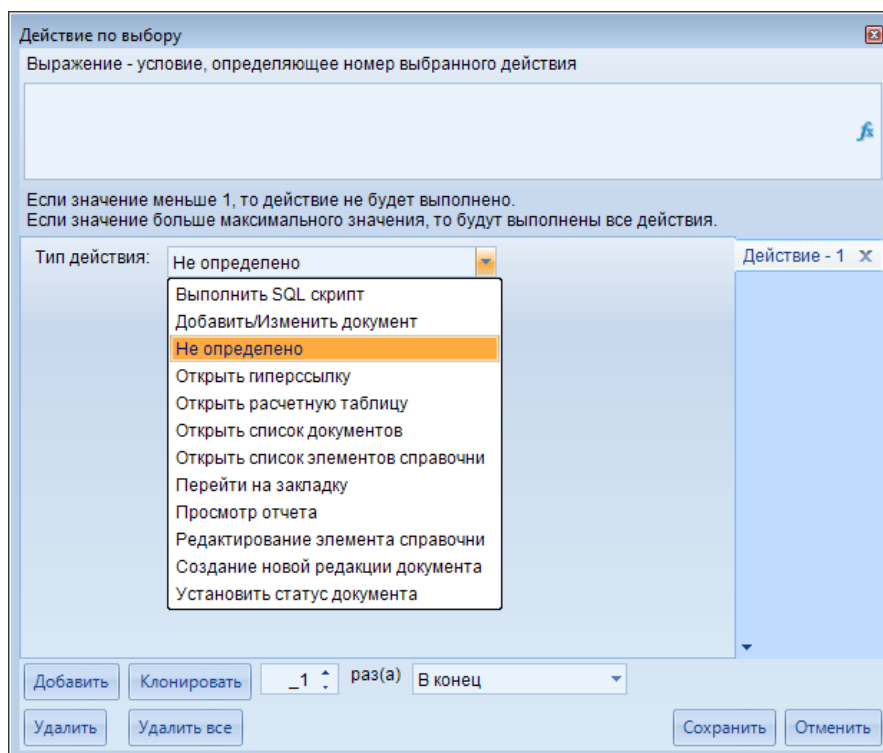 Действие по выбору
Выражение - условие, определяющее номер выбранного действия
fx
Если значение меньше 1, то действие не будет выполнено.
Если значение больше максимального значения, то будут выполнены все действия.
Тип действия: Не определено
Действие - 1 X
Выполнить SQL скрипт
Добавить/Изменить документ
Не определено
Открыть гиперссылку
Открыть расчетную таблицу
Открыть список документов
Открыть список элементов справочни
Перейти на закладку
Просмотр отчета
Редактирование элемента справочни
Создание новой редакции документа
Установить статус документа
Добавить Клонировать _1 раз(а) В конец
Удалить Удалить все Сохранить Отменить